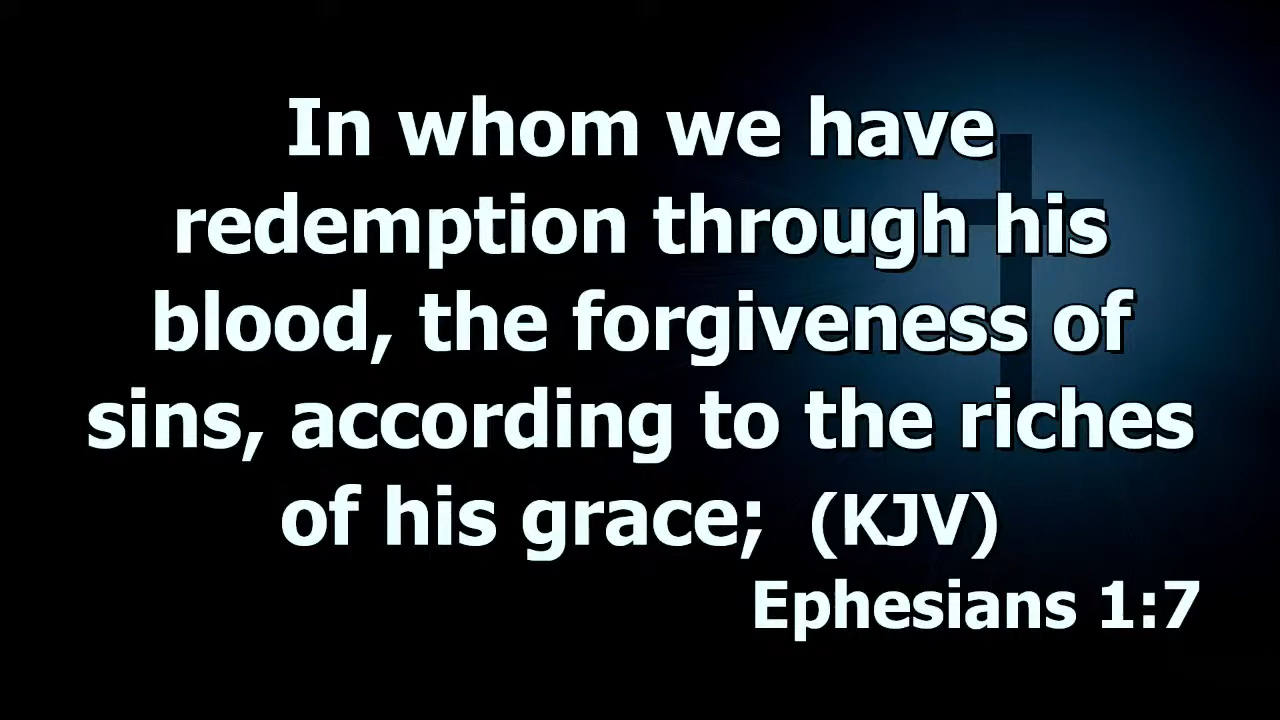 In whom we have
redemption through his
blood, the forgiveness of
sins, according to the riches
of his grace;  (KJV)
Ephesians 1:7